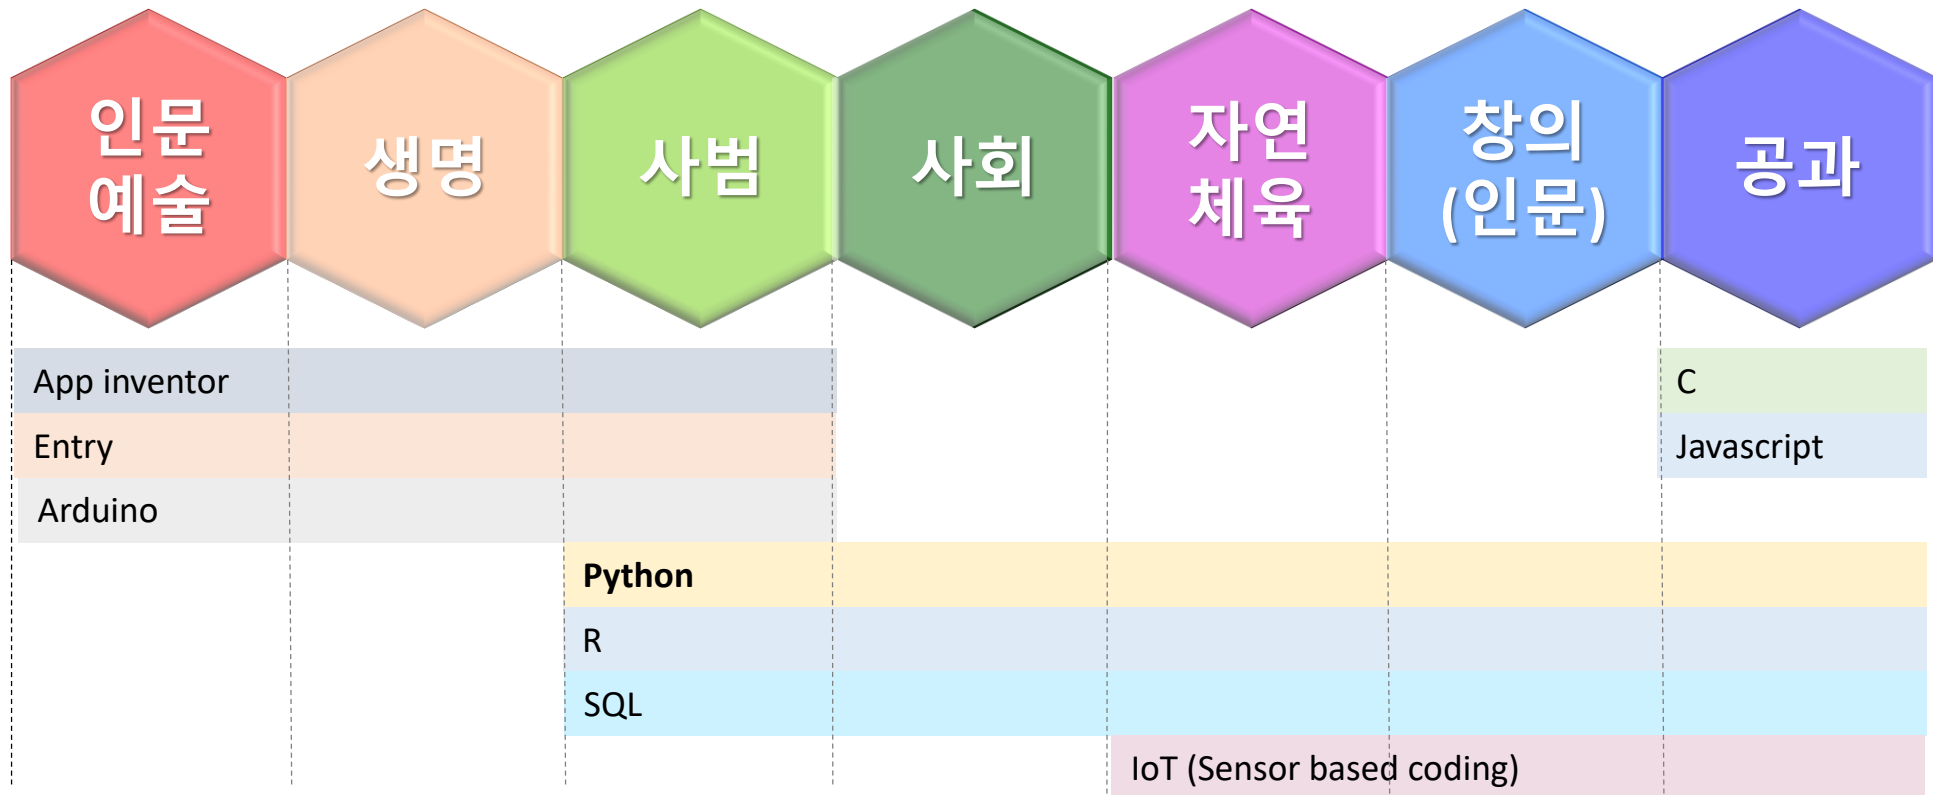 인문
예술
생명
사범
사회
자연
체육
창의
(인문)
공과
App inventor
C
Entry
Javascript
Arduino
Python
R
SQL
IoT (Sensor based coding)